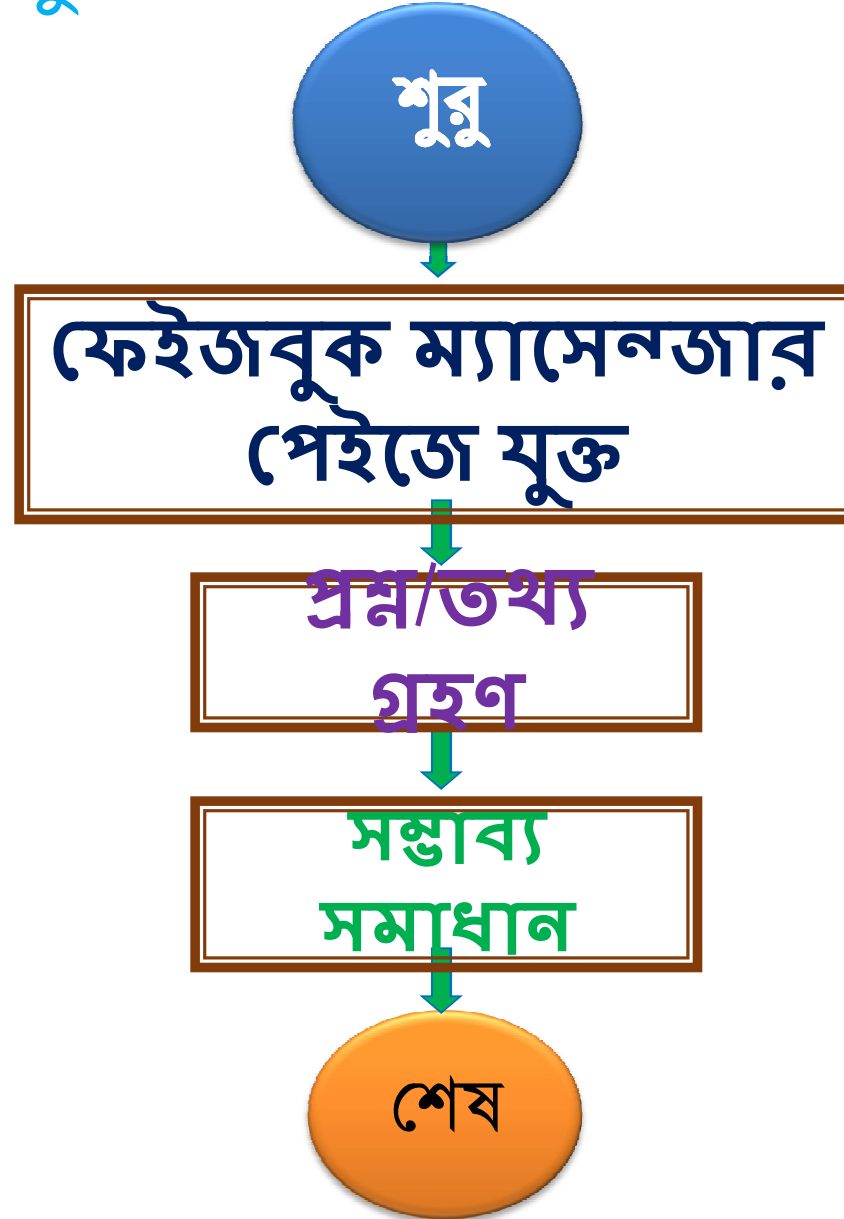 শুরু
ফেইজবুক ম্যাসেন্জার
পেইজে যুক্ত
প্রশ্ন/তথ্য
গ্রহণ
সম্ভাব্য
সমাধান
শেষ